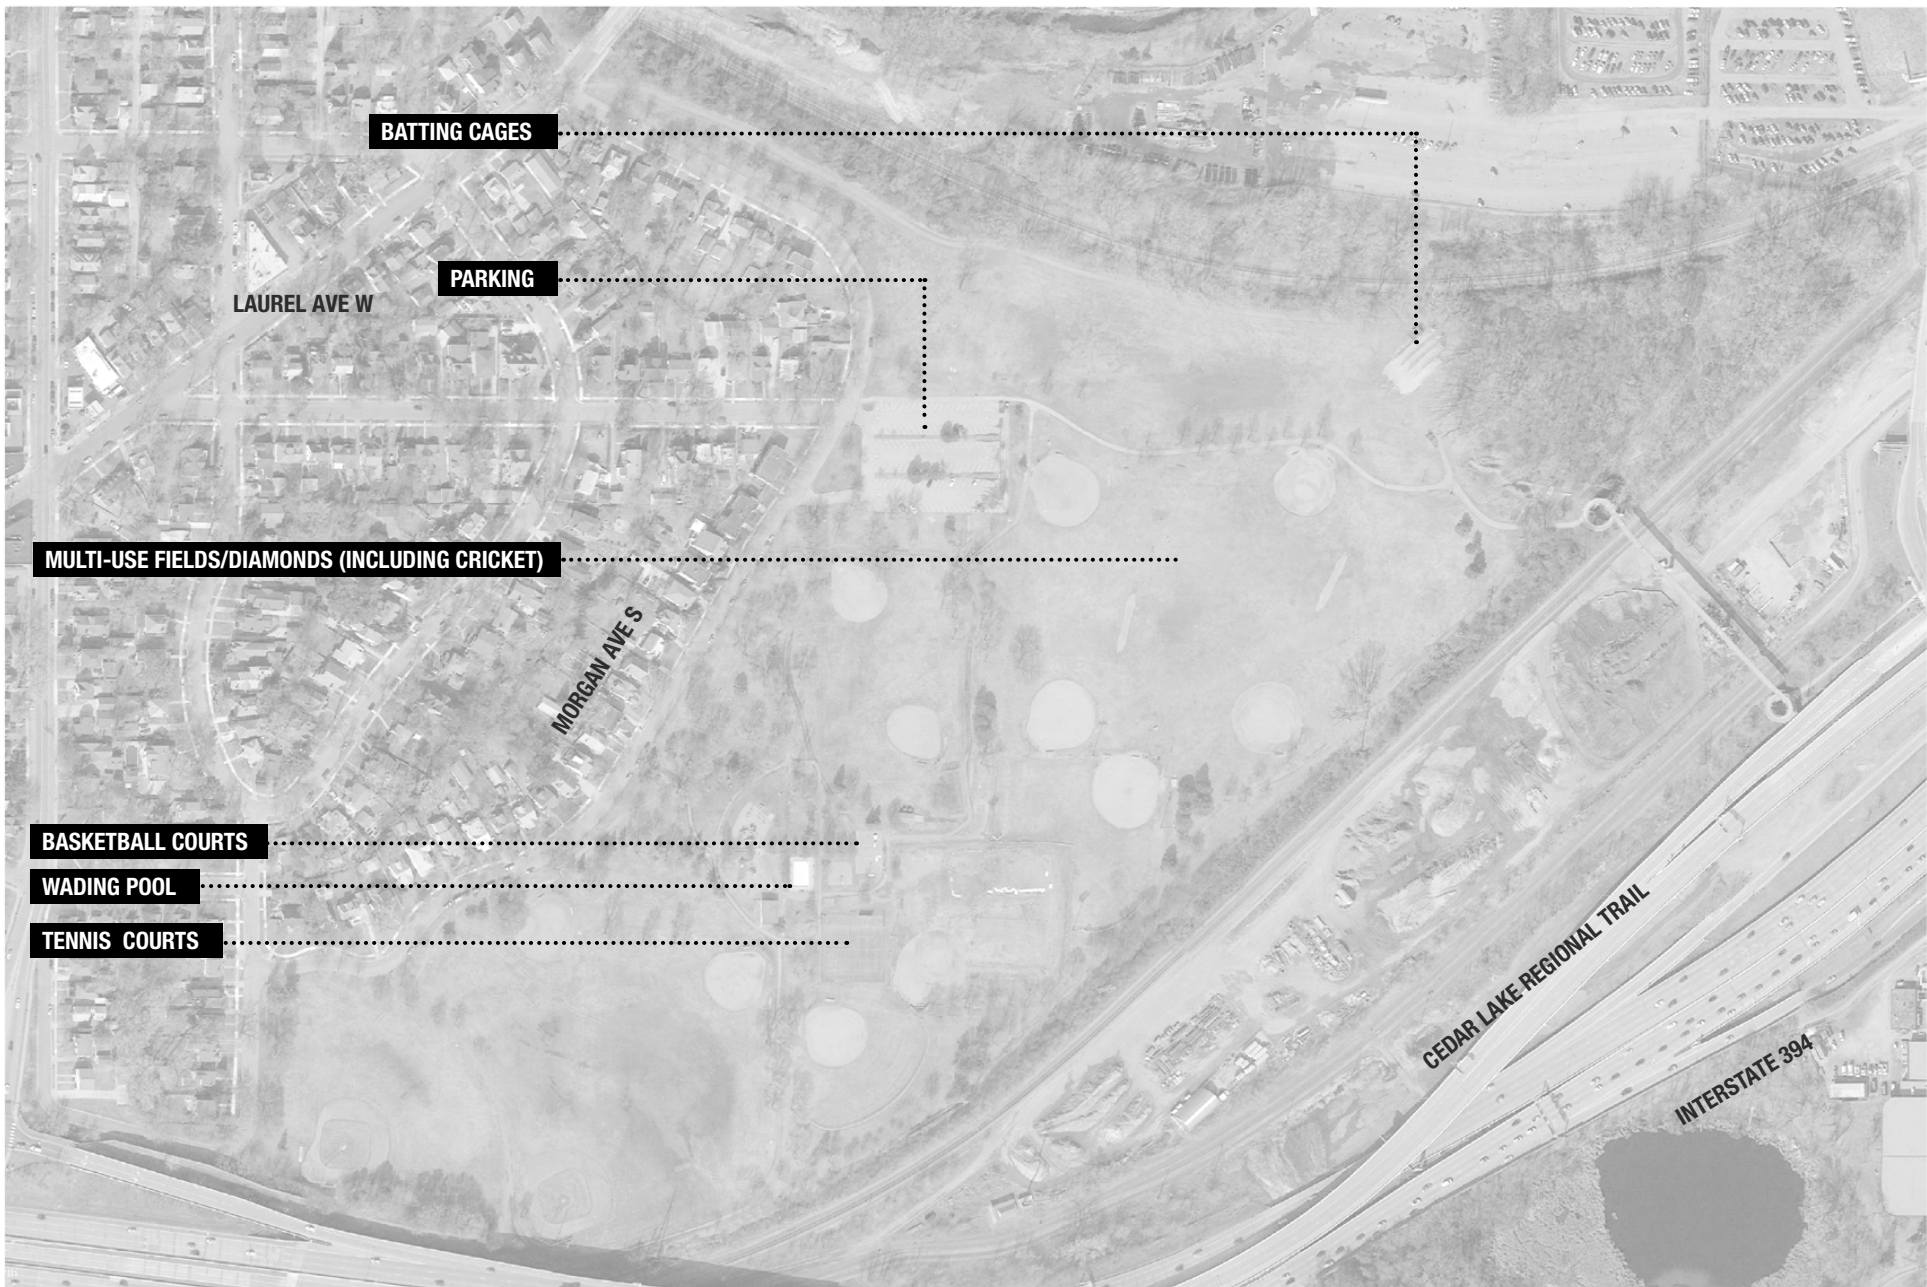 BATTING CAGES
PARKING
LAUREL AVE W
MULTI-USE FIELDS/DIAMONDS (INCLUDING CRICKET)
MORGAN AVE S
BASKETBALL COURTS
WADING POOL
TENNIS COURTS
CEDAR LAKE REGIONAL TRAIL
INTERSTATE 394